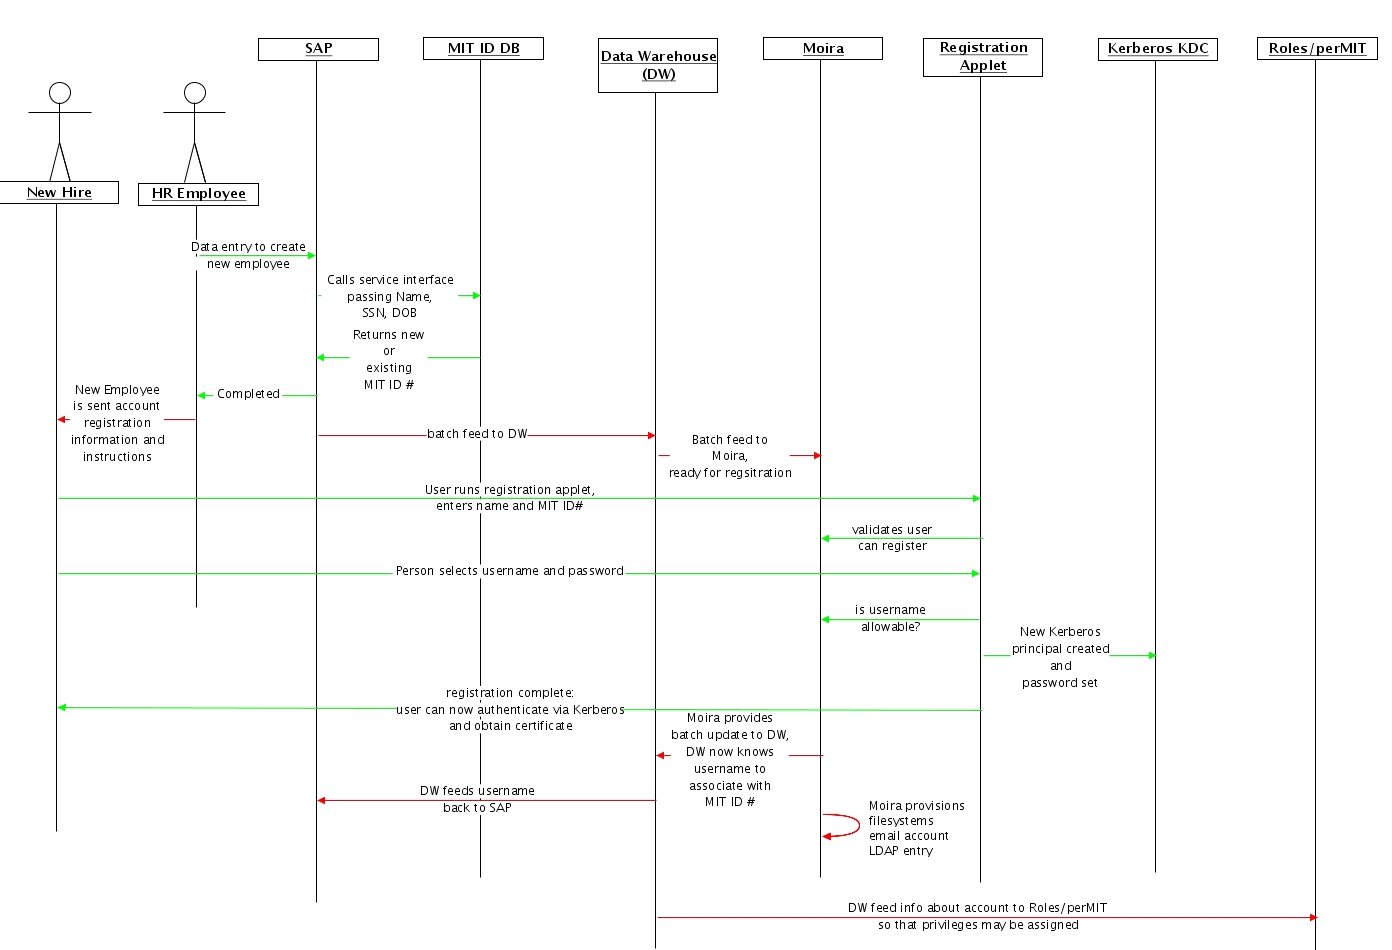 SAP
MIT ID DB
Data Warehouse
(DW)
Moira
Registration
Applet
Kerberos KDC
Roles/perMIT
New Hire
HR Employee
Data entry to create
new employee
Calls service interface
passing Name,
SSN, DOB
Returns new
or
existing
MIT ID #
Completed
New Employee
is sent account
registration
information and
instructions
batch feed to DW
Batch feed to
Moira,
ready for regsitration
User runs registration applet,
enters name and MIT ID#
validates user
can register
Person selects username and password
is username
allowable?
New Kerberos
principal created
and
password set
registration complete:
user can now authenticate via Kerberos
and obtain certificate
Moira provides
batch update to DW,
DW now knows
username to
associate with
MIT ID #
DW feeds username
back to SAP
Moira provisions
filesystems
email account
LDAP entry
DW feed info about account to Roles/perMIT
so that privileges may be assigned